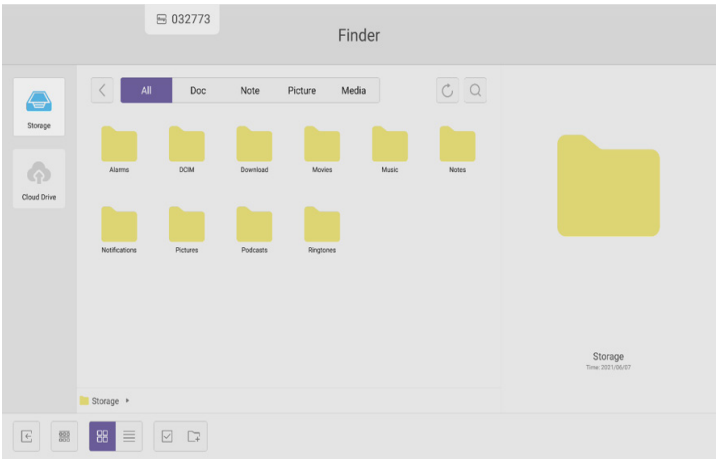 032773
Finder
All Doc Note Picture Media
Storage
Cloud Drive
Alarms DCIM Download Movies Music Notes
Notifications Pictures Podcasts Ringtones
Storage
Time: 2021/06/07
Storage